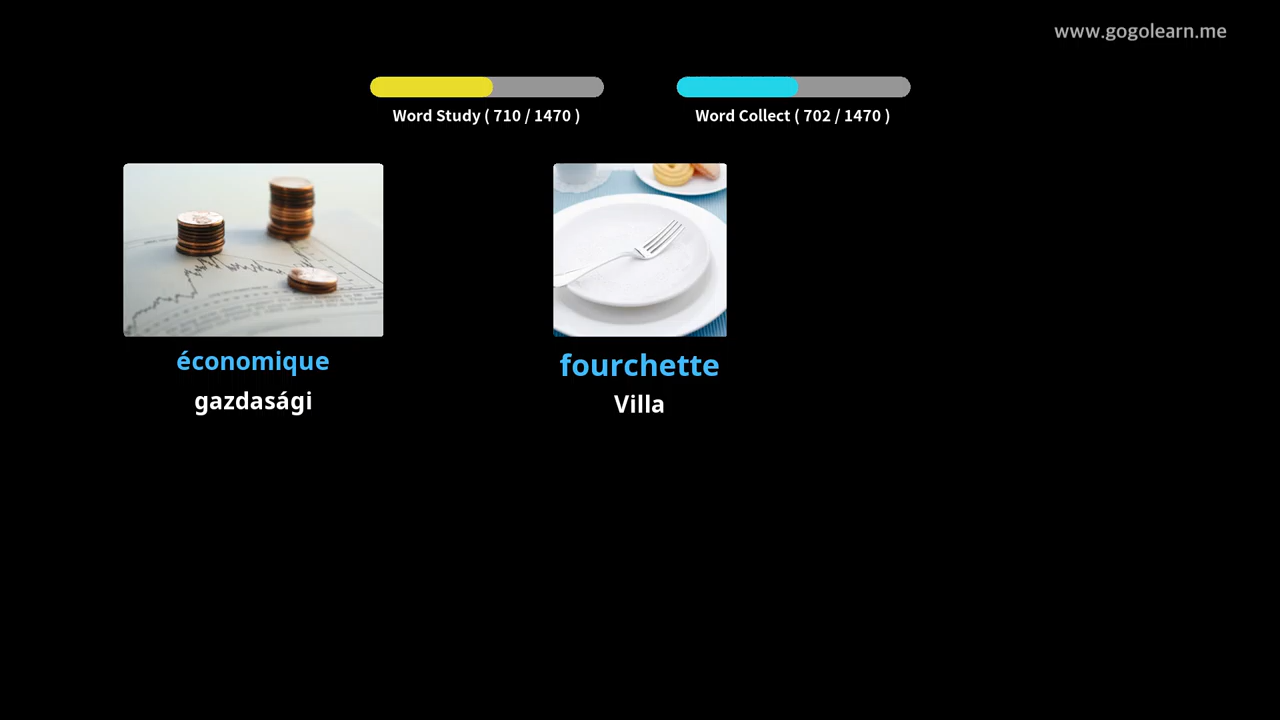 www.gogolearn.me
Word Study ( 710 / 1470 )
Word Collect ( 702 / 1470 )
économique
gazdasági
fourchette
Villa